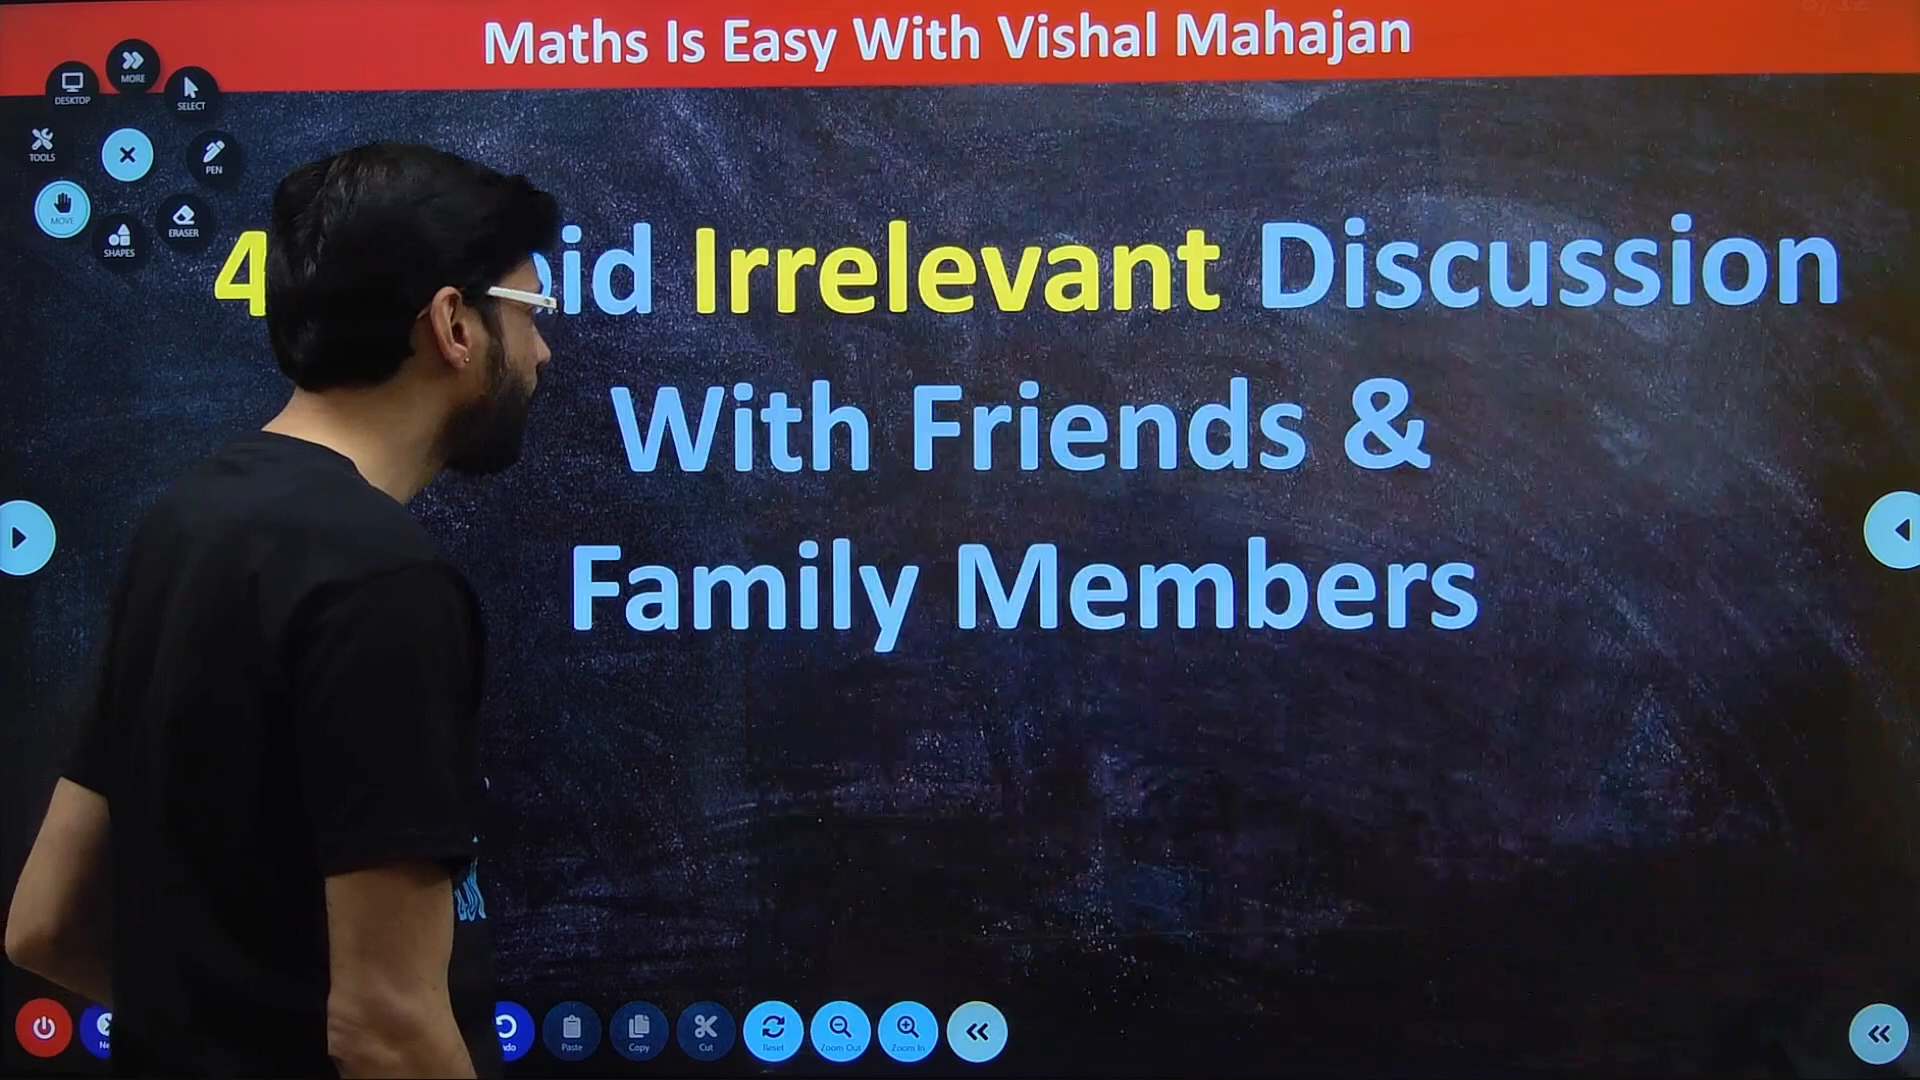 Maths Is Easy With Vishal Mahajan
MORE
DESKTOP
SELECT
TOOLS
PEN
MOVE
ERASER
SHAPES
4 Irrelevant Discussion
With Friends &
Family Members
Paste
Copy
Cut
Reset
Zoom Out
Zoom In